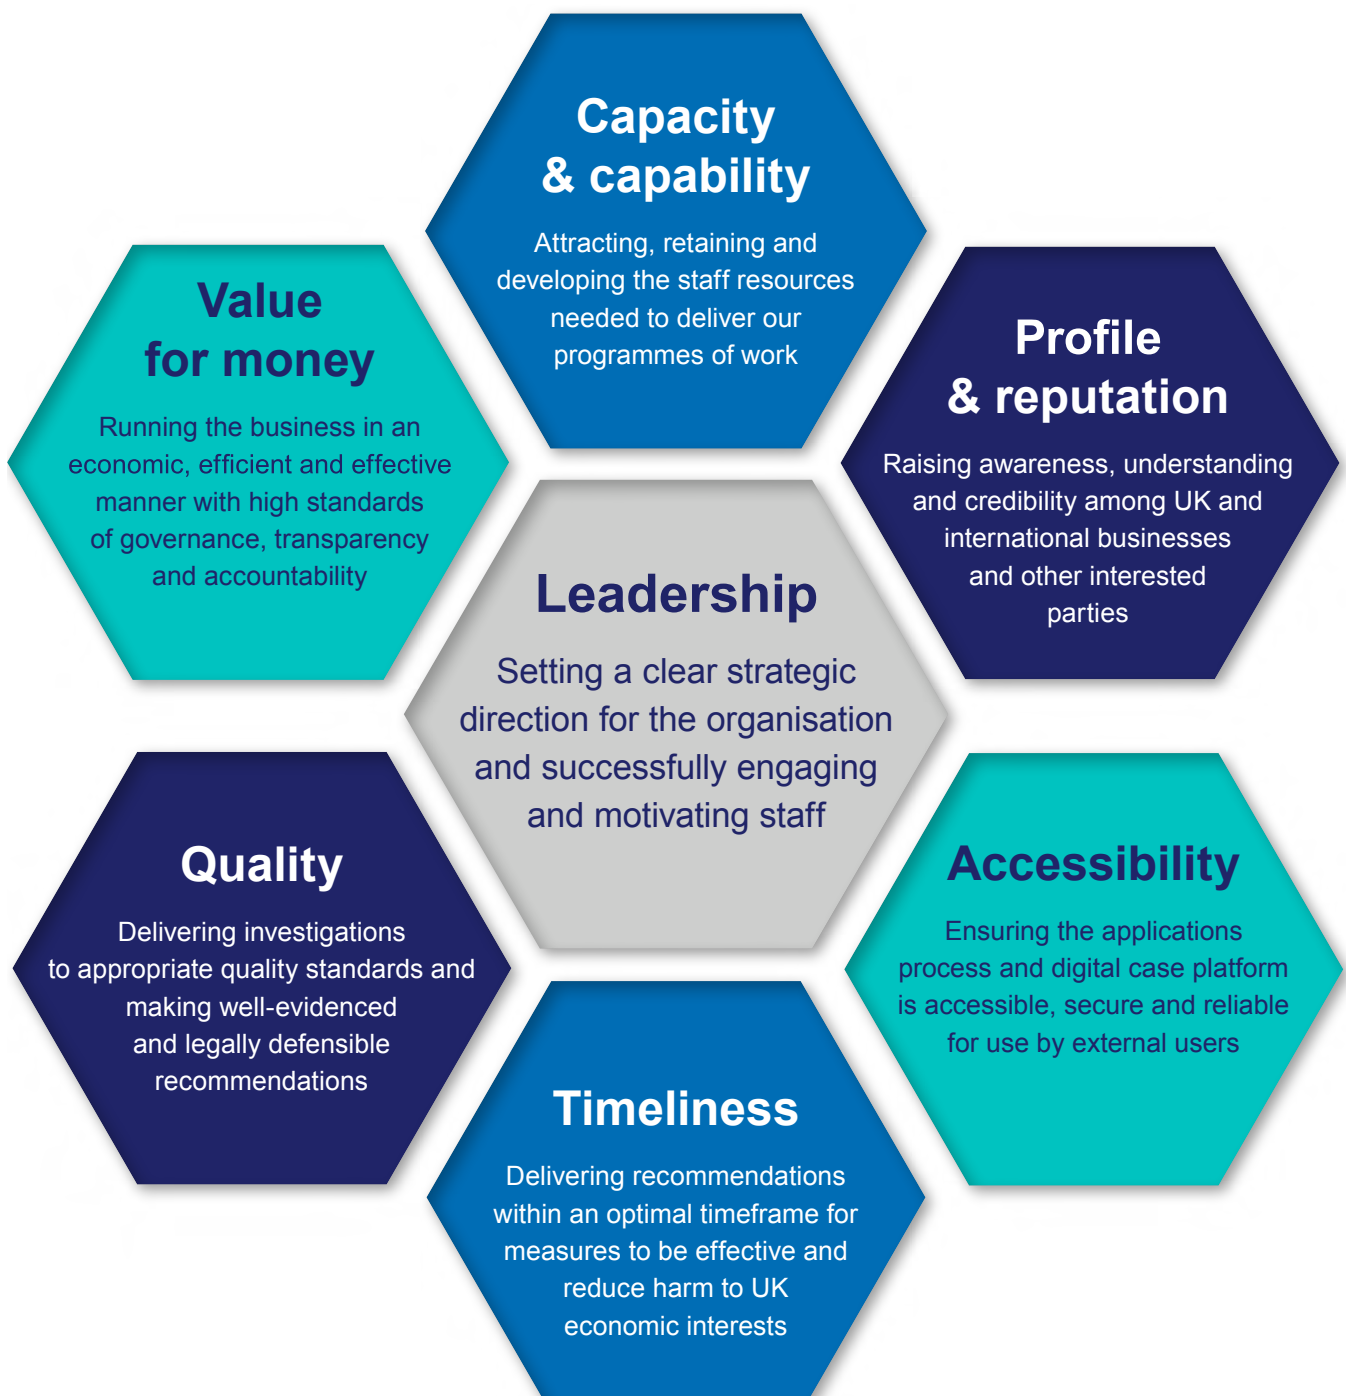 Capacity
& capability
Attracting, retaining and
developing the staff resources
needed to deliver our
programmes of work
Value
for money
Running the business in an
economic, efficient and effective
manner with high standards
of governance, transparency
and accountability
Profile
& reputation
Raising awareness, understanding
and credibility among UK and
international businesses
and other interested
parties
Leadership
Setting a clear strategic
direction for the organisation
and successfully engaging
and motivating staff
Quality
Delivering investigations
to appropriate quality standards and
making well-evidenced
and legally defensible
recommendations
Accessibility
Ensuring the applications
process and digital case platform
is accessible, secure and reliable
for use by external users
Timeliness
Delivering recommendations
within an optimal timeframe for
measures to be effective and
reduce harm to UK
economic interests